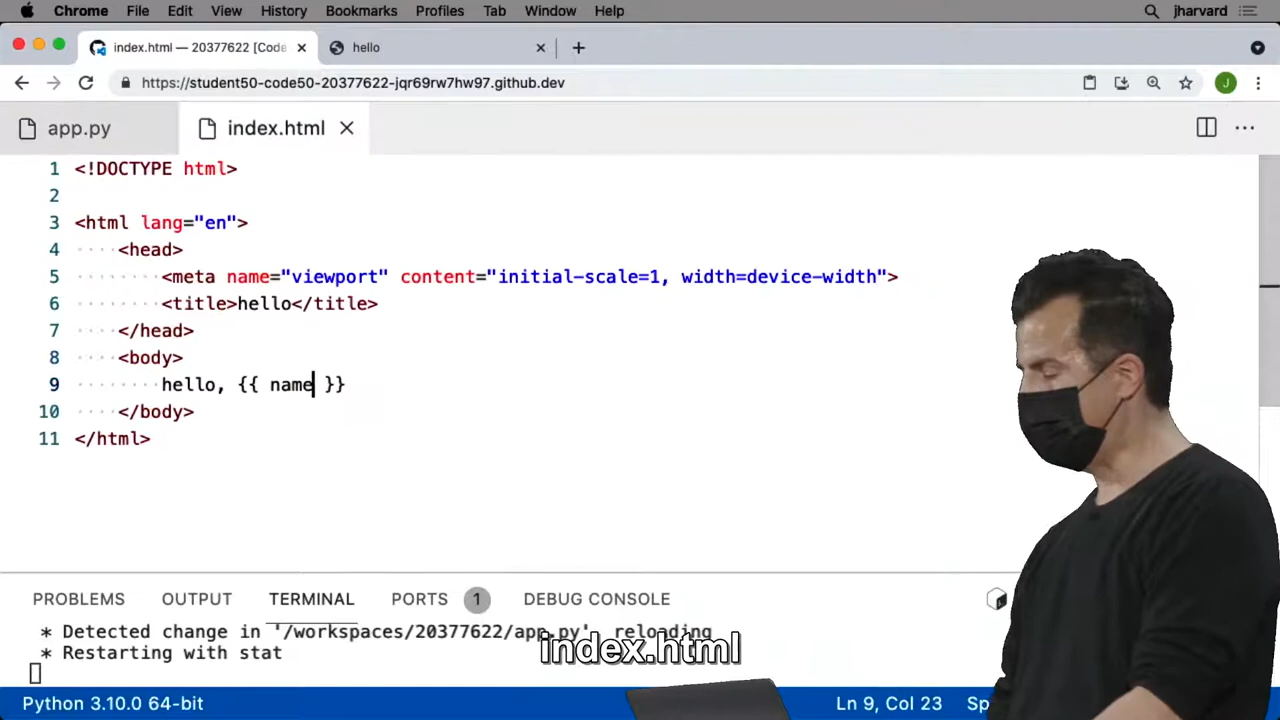 Chrome File Edit View History Bookmarks Profiles Tab Window Help jharvard
index.html — 20377622 [Code hello
https://student50-code50-20377622-jqr69rw7hw97.github.dev J
app.py index.html
1 <!DOCTYPE html>
2
3 <html lang="en">
4 <head>
5 <meta name="viewport" content="initial-scale=1, width=device-width">
6 <title>hello</title>
7 </head>
8 <body>
9 hello, {{ name }}
10 </body>
11 </html>
PROBLEMS OUTPUT TERMINAL PORTS 1 DEBUG CONSOLE
* Detected change in '/workspaces/20377622/app.py', reloading
* Restarting with stat
index.html
Python 3.10.0 64-bit Ln 9, Col 23 Sp